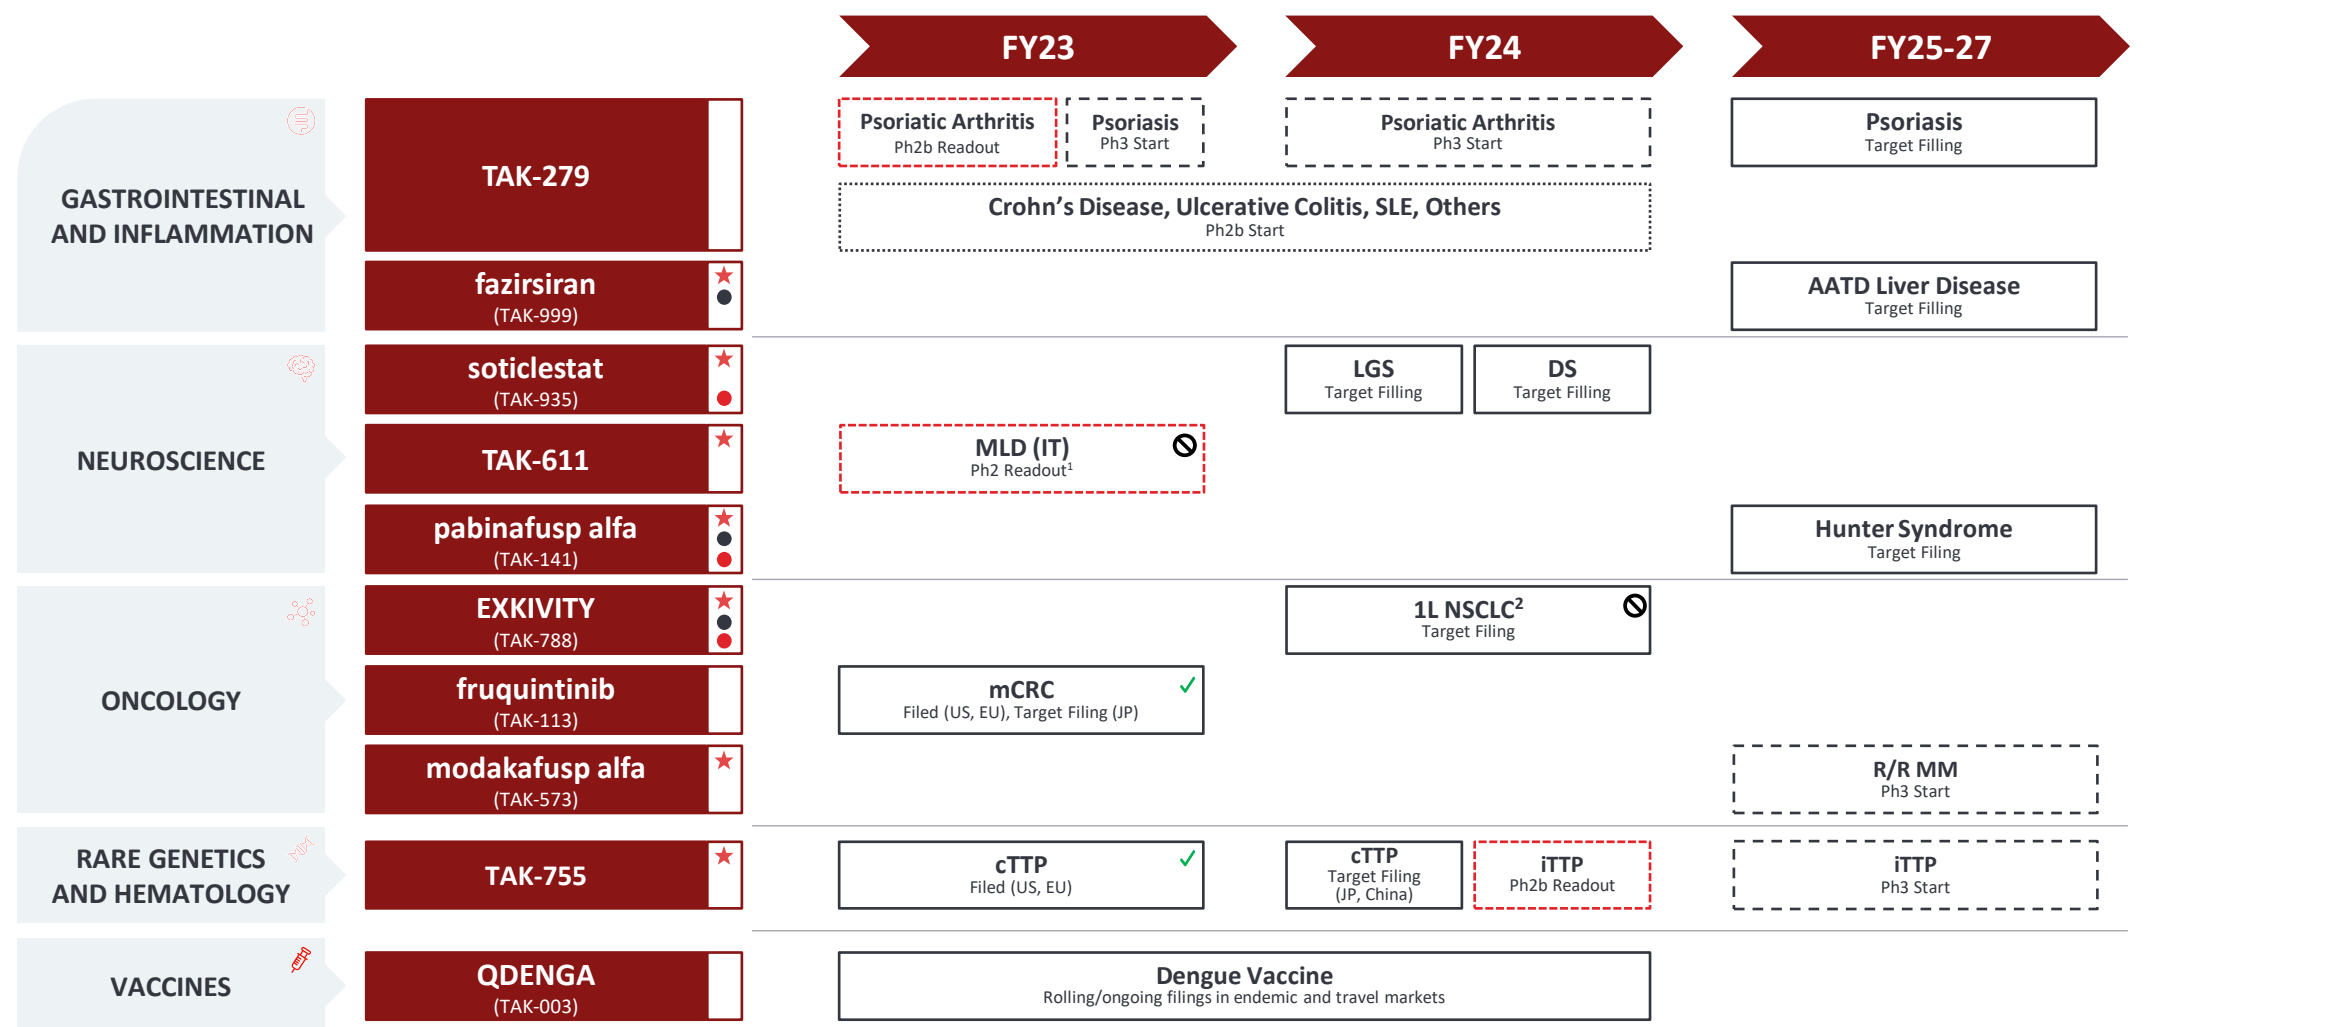 FY23
FY24
FY25-27
GASTROINTESTINAL
AND INFLAMMATION
TAK-279
Psoriatic Arthritis
Ph2b Readout
Psoriasis
Ph3 Start
Psoriatic Arthritis
Ph3 Start
Psoriasis
Target Filling
Crohn's Disease, Ulcerative Colitis, SLE, Others
Ph2b Start
fazirsiran
(TAK-999)
AATD Liver Disease
Target Filling
NEUROSCIENCE
soticlestat
(TAK-935)
LGS
Target Filling
DS
Target Filling
TAK-611
MLD (IT)
Ph2 Readout1
pabinafusp alfa
(TAK-141)
Hunter Syndrome
Target Filing
ONCOLOGY
EXKIVITY
(TAK-788)
1L NSCLC2
Target Filing
fruquintinib
(TAK-113)
mCRC
Filed (US, EU), Target Filing (JP)
modakafusp alfa
(TAK-573)
R/R MM
Ph3 Start
RARE GENETICS
AND HEMATOLOGY
TAK-755
cTTP
Filed (US, EU)
cTTP
Target Filing
(JP, China)
iTTP
Ph2b Readout
iTTP
Ph3 Start
VACCINES
QDENGA
(TAK-003)
Dengue Vaccine
Rolling/ongoing filings in endemic and travel markets